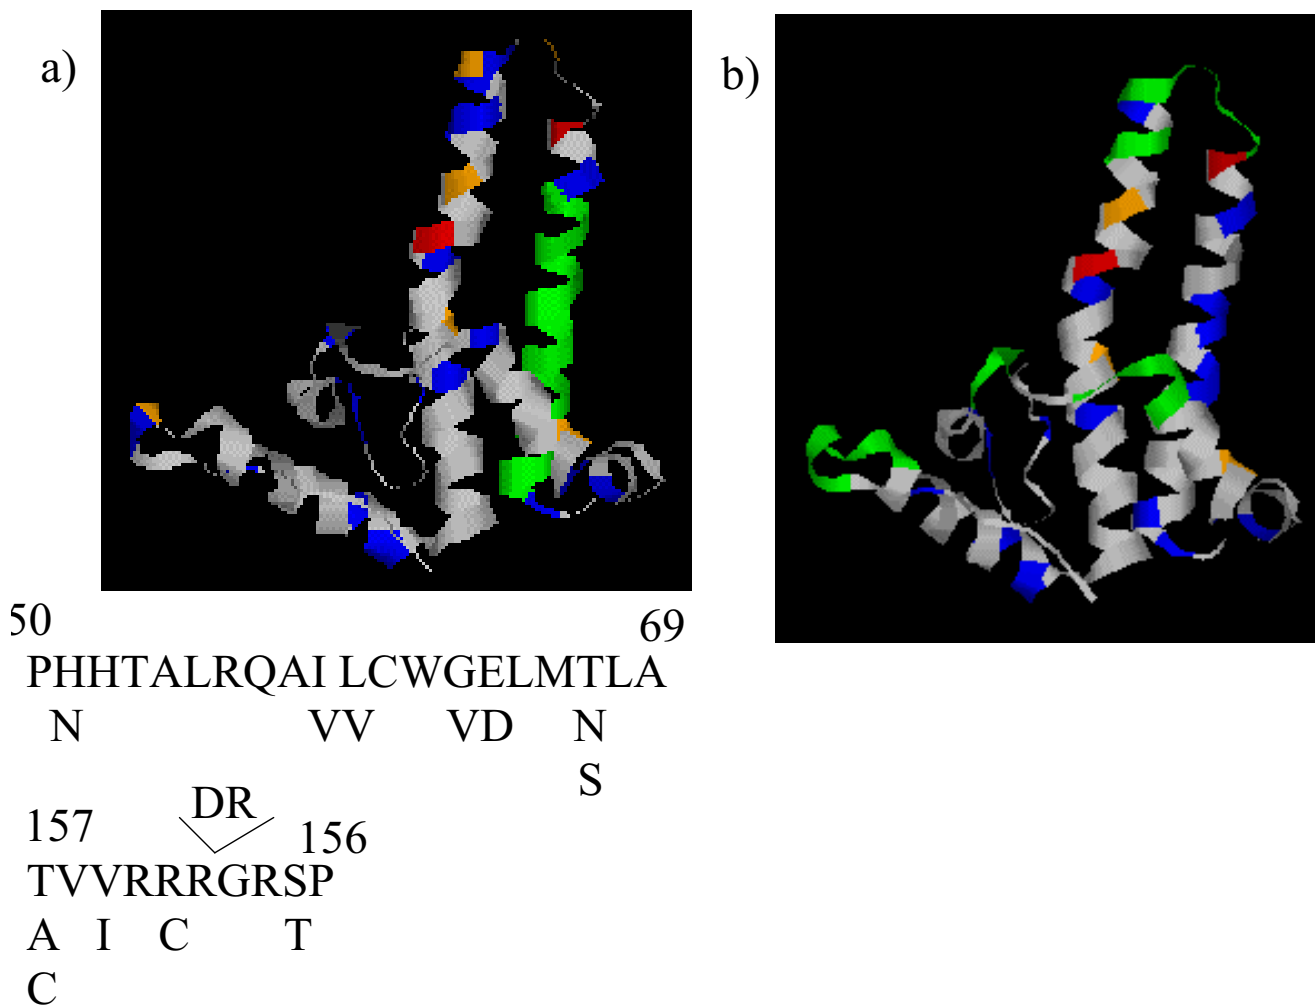 a)
b)
50 69
PHHTALRQAI LCWGELMTLA
N VV VD N
S
DR
157 156
TVVRRRGRSP
A I C T
C